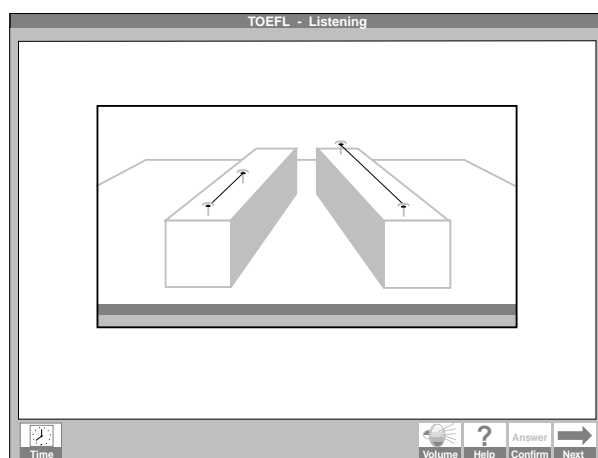 TOEFL - Listening
?
Answer
Time
Volume
Help
Confirm
Next